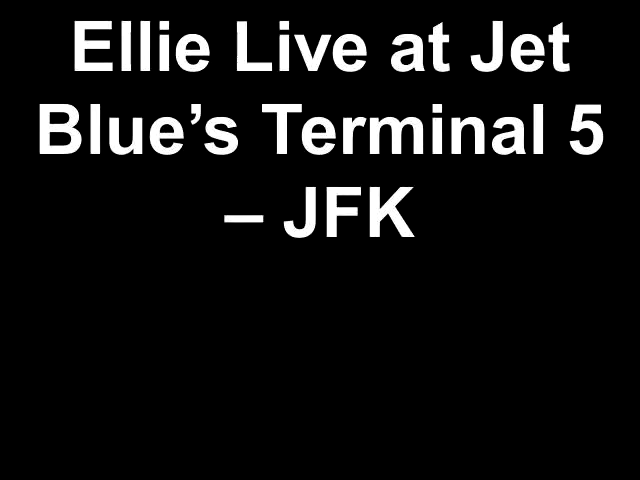 Ellie Live at Jet
Blue’s Terminal 5
– JFK